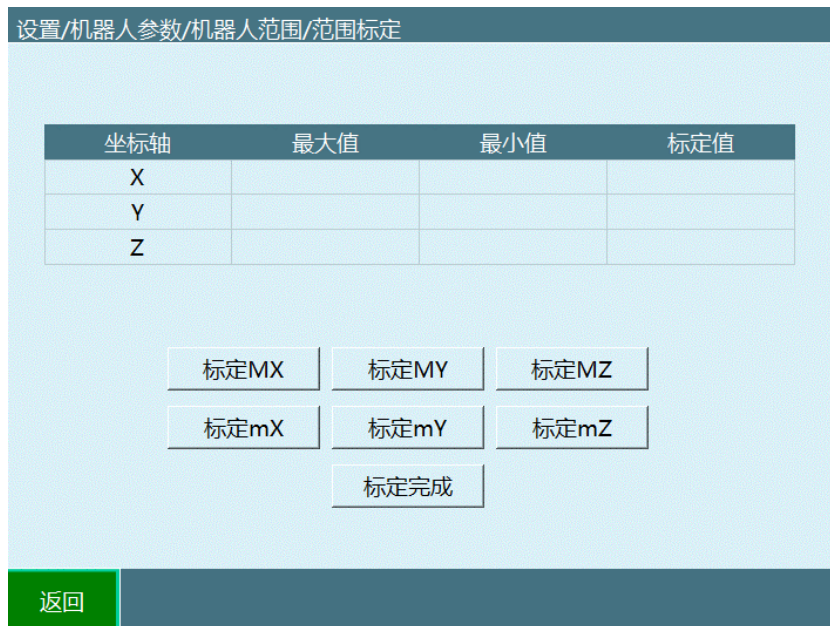 设置/机器人参数/机器人范围/范围标定
坐标轴 最大值 最小值 标定值
X
Y
Z
标定MX 标定MY 标定MZ
标定mX 标定mY 标定mZ
标定完成
返回